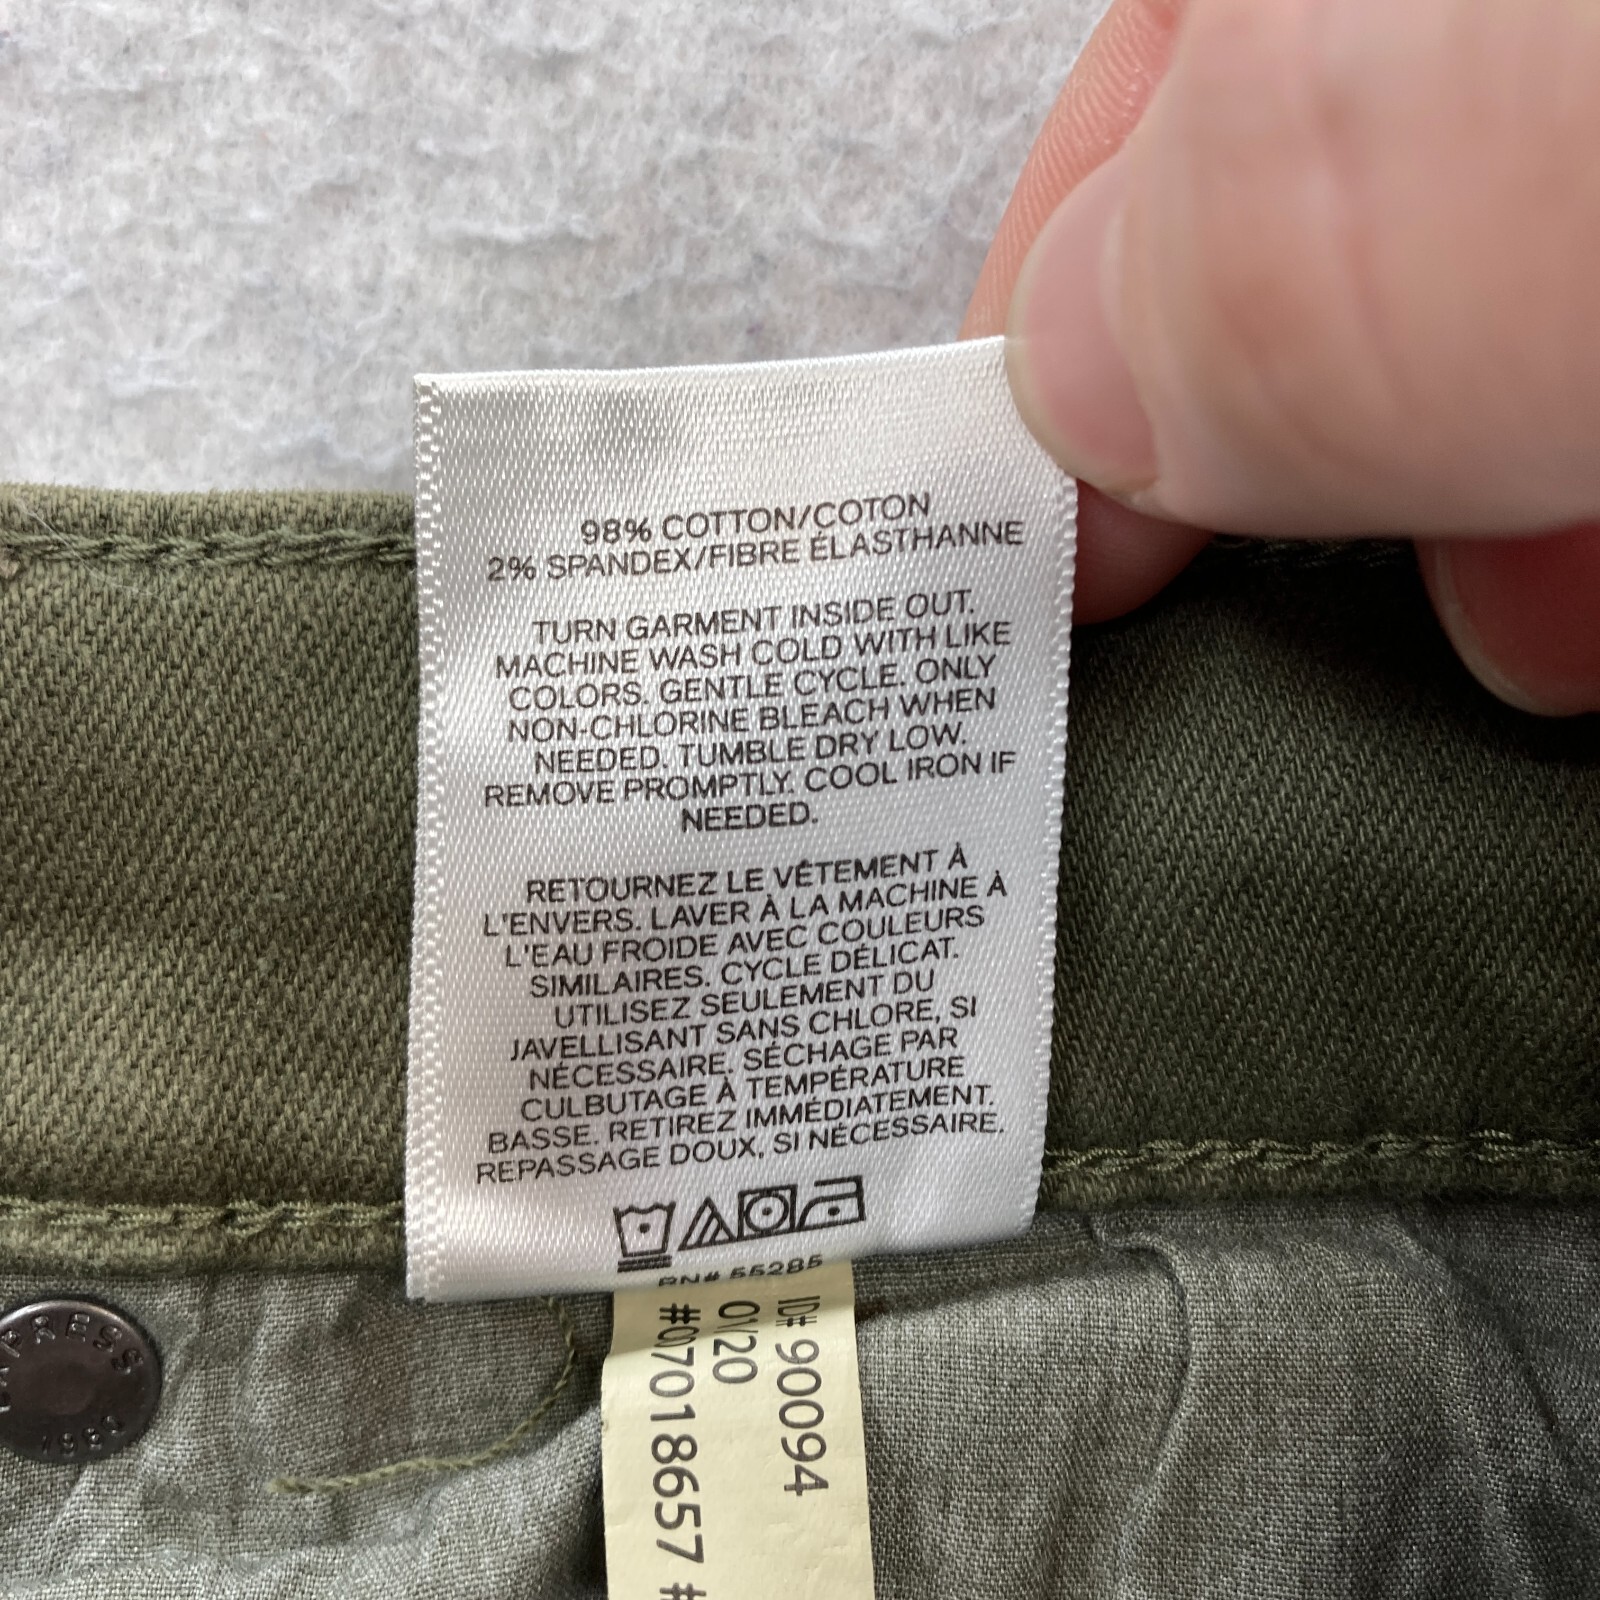 98% COTTON/COTON
2% SPANDEX/FIBRE ÉLASTHANNE
TURN GARMENT INSIDE OUT.
MACHINE WASH COLD WITH LIKE
COLORS. GENTLE CYCLE. ONLY
NON-CHLORINE BLEACH WHEN
NEEDED. TUMBLE DRY LOW.
REMOVE PROMPTLY. COOL IRON IF
NEEDED.
RETOURNEZ LE VÊTEMENT À
L'ENVERS. LAVER À LA MACHINE À
L'EAU FROIDE AVEC COULEURS
SIMILAIRES. CYCLE DÉLICAT.
UTILISEZ SEULEMENT DU
JAVELLISANT SANS CHLORE, SI
NÉCESSAIRE. SÉCHAGE PAR
CULBUTAGE À TEMPÉRATURE
BASSE. RETIREZ IMMÉDIATEMENT.
REPASSAGE DOUX, SI NÉCESSAIRE.
RN# 55285
ID# 90094
01/20
#07018657 #
EXPRESS
1980